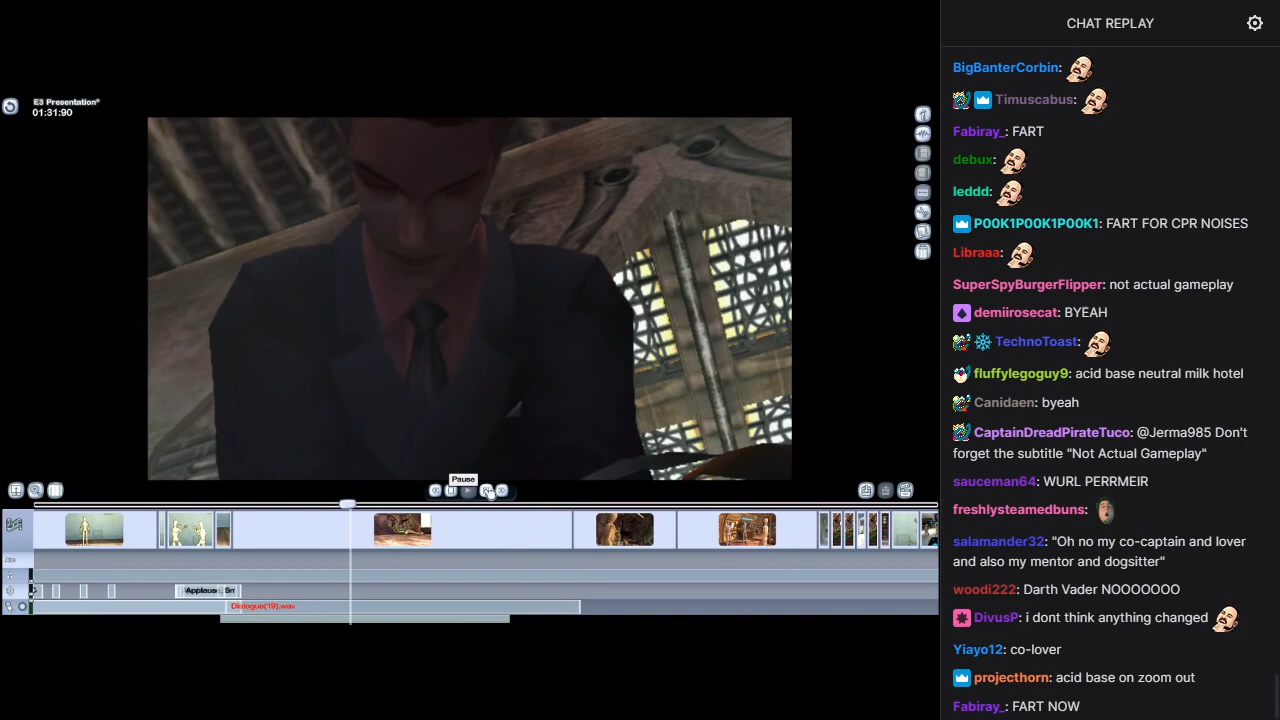 E3 Presentation*
01:31:90
Pause
Applause, Sm
Dialogue(19).wav
CHAT REPLAY
BigBanterCorbin:
Timuscabus:
Fabiray_: FART
debux:
leddd:
P00K1P00K1P00K1: FART FOR CPR NOISES
Libraaa:
SuperSpyBurgerFlipper: not actual gameplay
demiirosecat: BYEAH
TechnoToast:
fluffylegoguy9: acid base neutral milk hotel
Canidaen: byeah
CaptainDreadPirateTuco: @Jerma985 Don't
forget the subtitle "Not Actual Gameplay"
sauceman64: WURL PERRMEIR
freshlysteamedbuns:
salamander32: "Oh no my co-captain and lover
and also my mentor and dogsitter"
woodi222: Darth Vader NOOOOOOO
DivusP: i dont think anything changed
Yiayo12: co-lover
projecthorn: acid base on zoom out
Fabiray_: FART NOW